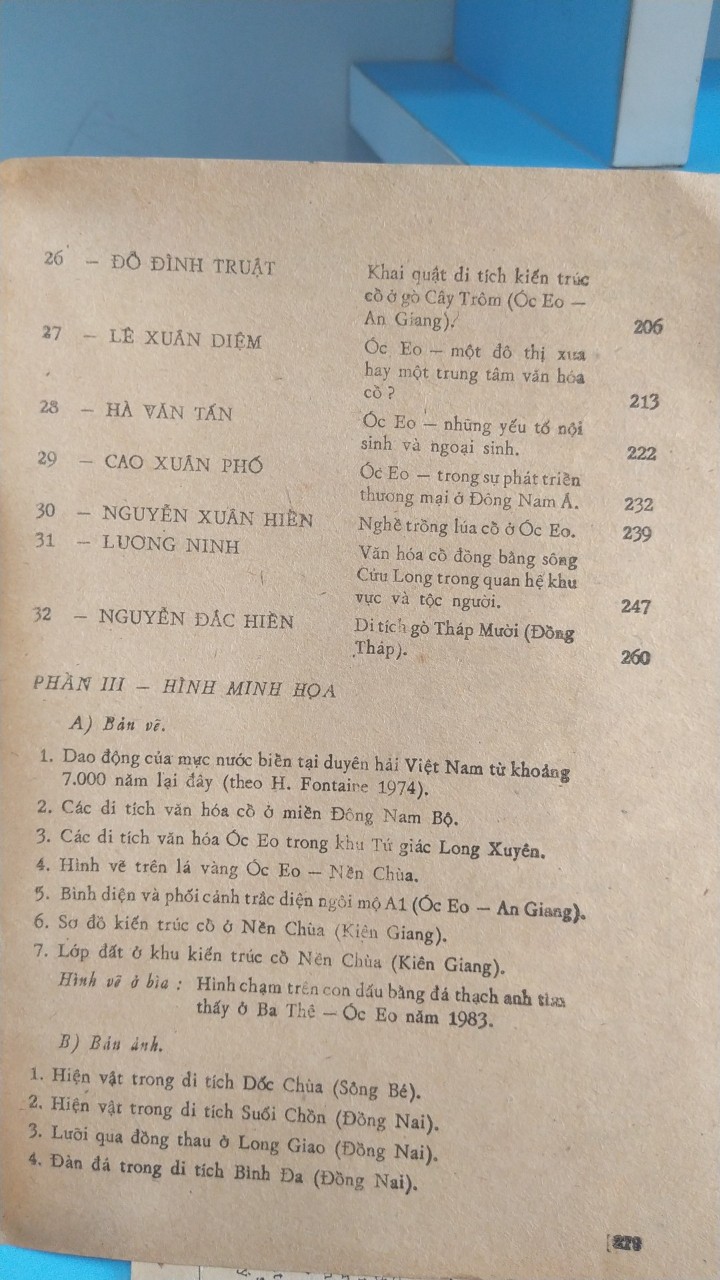 26 — ĐỖ ĐÌNH TRUẬT Khai quật di tích kiến trúc
cổ ở gò Cây Trôm (Óc Eo —
An Giang). 206
27 — LÊ XUÂN DIỆM Óc Eo — một đô thị xưa
hay một trung tâm văn hóa
cổ ? 213
28 — HÀ VĂN TẤN Óc Eo — những yếu tố nội
sinh và ngoại sinh. 222
29 — CAO XUÂN PHỔ Óc Eo — trong sự phát triển
thương mại ở Đông Nam Á. 232
30 — NGUYỄN XUÂN HIỂN Nghề trồng lúa cổ ở Óc Eo. 239
31 — LƯƠNG NINH Văn hóa cổ đồng bằng sông
Cửu Long trong quan hệ khu
vực và tộc người. 247
32 — NGUYỄN ĐẮC HIỀN Di tích gò Tháp Mười (Đồng
Tháp). 260
PHẦN III — HÌNH MINH HỌA
A) Bản vẽ.
1. Dao động của mực nước biển tại duyên hải Việt Nam từ khoảng
7.000 năm lại đây (theo H. Fontaire 1974).
2. Các di tích văn hóa cổ ở miền Đông Nam Bộ.
3. Các di tích văn hóa Óc Eo trong khu Tứ giác Long Xuyên.
4. Hình vẽ trên lá vàng Óc Eo — Nền Chùa.
5. Bình diện và phối cảnh trắc diện ngôi mộ A1 (Óc Eo — An Giang).
6. Sơ đồ kiến trúc cổ ở Nền Chùa (Kiên Giang).
7. Lớp đất ở khu kiến trúc cổ Nền Chùa (Kiên Giang).
Hình vẽ ở bìa : Hình chạm trên con dấu bằng đá thạch anh tìm
thấy ở Ba Thê — Óc Eo năm 1983.
B) Bản ảnh.
1. Hiện vật trong di tích Dốc Chùa (Sông Bé).
2. Hiện vật trong di tích Suối Chồn (Đồng Nai).
3. Lưỡi qua đồng thau ở Long Giao (Đồng Nai).
4. Đàn đá trong di tích Bình Đa (Đồng Nai).
279